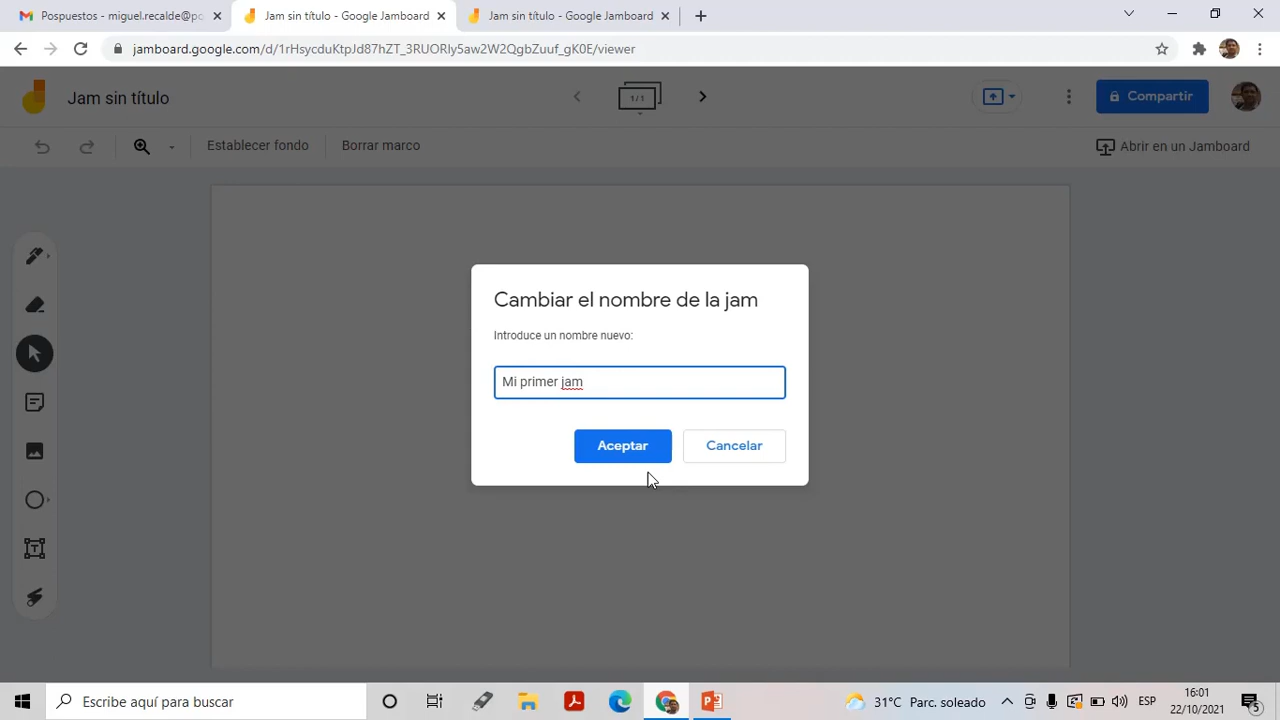 Pospuestos - miguel.recalde@po
Jam sin título - Google Jamboard
Jam sin título - Google Jamboard
jamboard.google.com/d/1rHsycduKtpJd87hZT_3RUORIy5aw2W2QgbZuuf_gK0E/viewer
Jam sin título
1/1
Compartir
Establecer fondo
Borrar marco
Abrir en un Jamboard
Cambiar el nombre de la jam
Introduce un nombre nuevo:
Mi primer jam
Aceptar
Cancelar
Escribe aquí para buscar
31°C Parc. soleado
ESP
16:01
22/10/2021
5